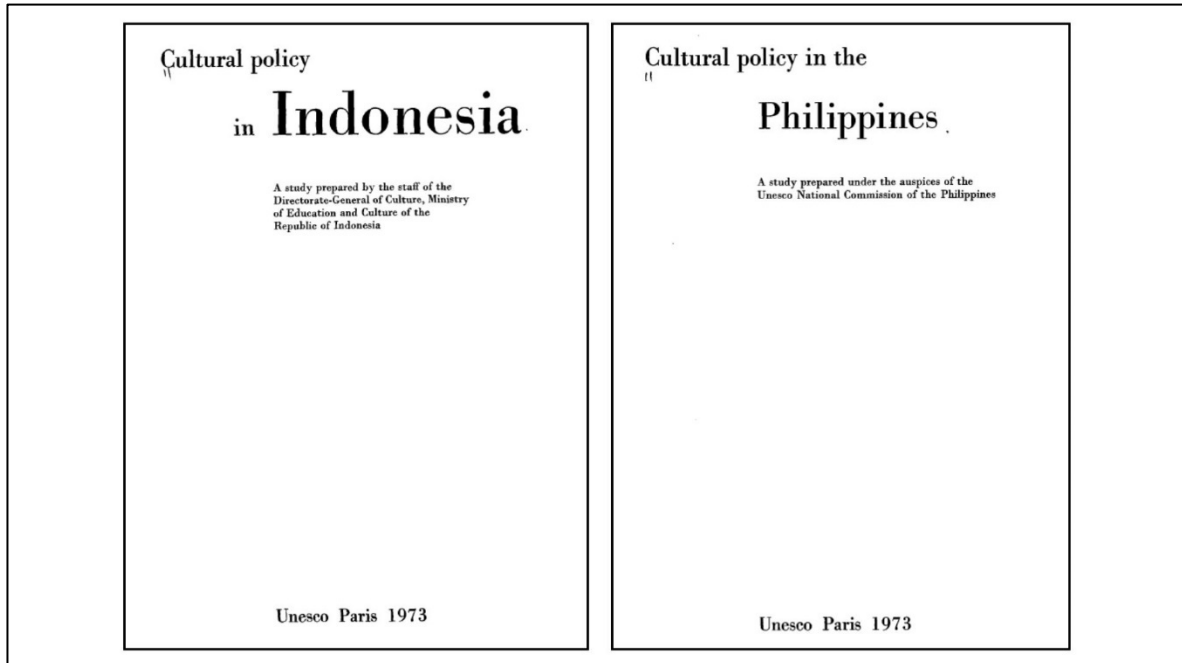 Cultural policy
in Indonesia
A study prepared by the staff of the
Directorate-General of Culture, Ministry
of Education and Culture of the
Republic of Indonesia
Unesco Paris 1973
Cultural policy in the
Philippines
A study prepared under the auspices of the
Unesco National Commission of the Philippines
Unesco Paris 1973